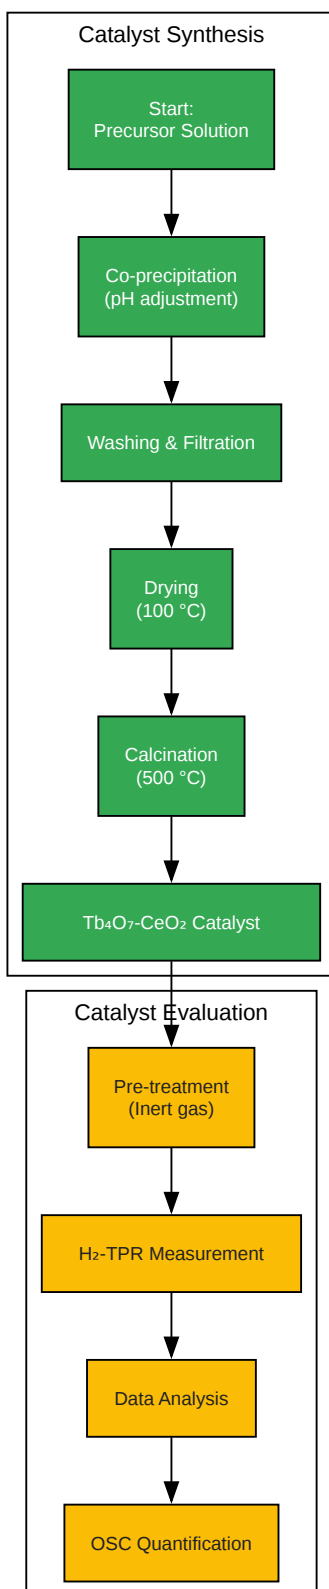 Catalyst Synthesis
Start:
Precursor Solution
Co-precipitation
(pH adjustment)
Washing & Filtration
Drying
(100 °C)
Calcination
(500 °C)
Tb₄O₇-CeO₂ Catalyst
Catalyst Evaluation
Pre-treatment
(Inert gas)
H₂-TPR Measurement
Data Analysis
OSC Quantification